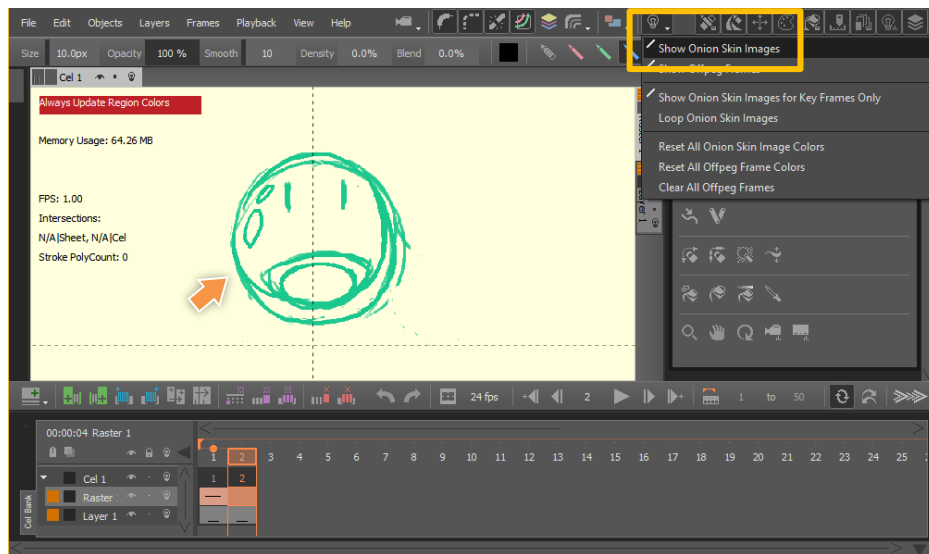 File Edit Objects Layers Frames Playback View Help
Size 10.0px Opacity 100 % Smooth 10 Density 0.0% Blend 0.0%
Show Onion Skin Images
Show Offpeg Frames
Show Onion Skin Images for Key Frames Only
Loop Onion Skin Images
Reset All Onion Skin Image Colors
Reset All Offpeg Frame Colors
Clear All Offpeg Frames
Cel 1
Always Update Region Colors
Memory Usage: 64.26 MB
FPS: 1.00
Intersections:
N/A|Sheet, N/A|Cel
Stroke PolyCount: 0
Layer 1
24 fps 2 1 to 50
00:00:04 Raster 1
1 2 3 4 5 6 7 8 9 10 11 12 13 14 15 16 17 18 19 20 21 22 23 24 25
Cel 1 1 2
Raster
Layer 1
Cel Bank